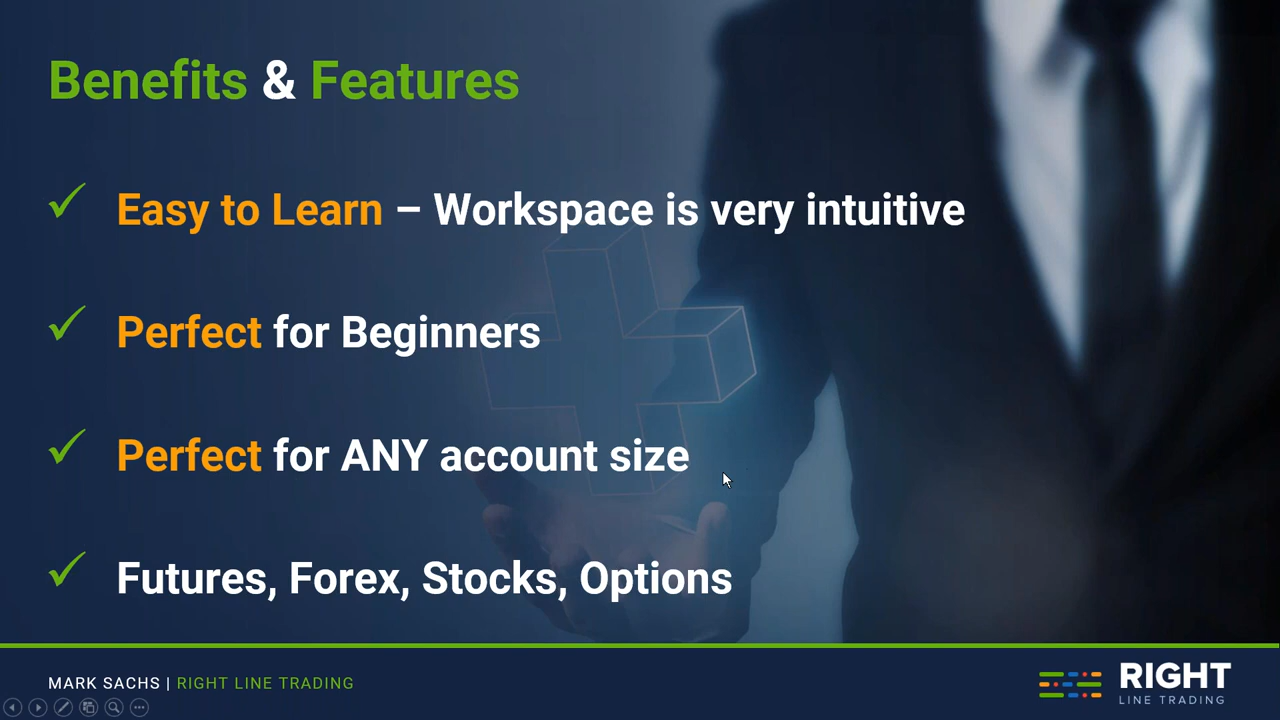 Benefits & Features
Easy to Learn – Workspace is very intuitive
Perfect for Beginners
Perfect for ANY account size
Futures, Forex, Stocks, Options
MARK SACHS | RIGHT LINE TRADING
RIGHT
LINE TRADING